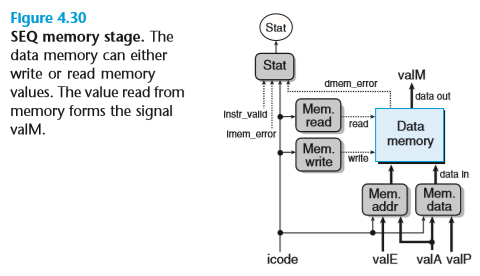 Figure 4.30
SEQ memory stage. The
data memory can either
write or read memory
values. The value read from
memory forms the signal
valM.
Stat
Stat
dmem_error
valM
data out
Instr_valid
Imem_error
Mem.
read
read
Data
memory
Mem.
write
write
data in
Mem.
addr
Mem.
data
icode
valE
valA
valP